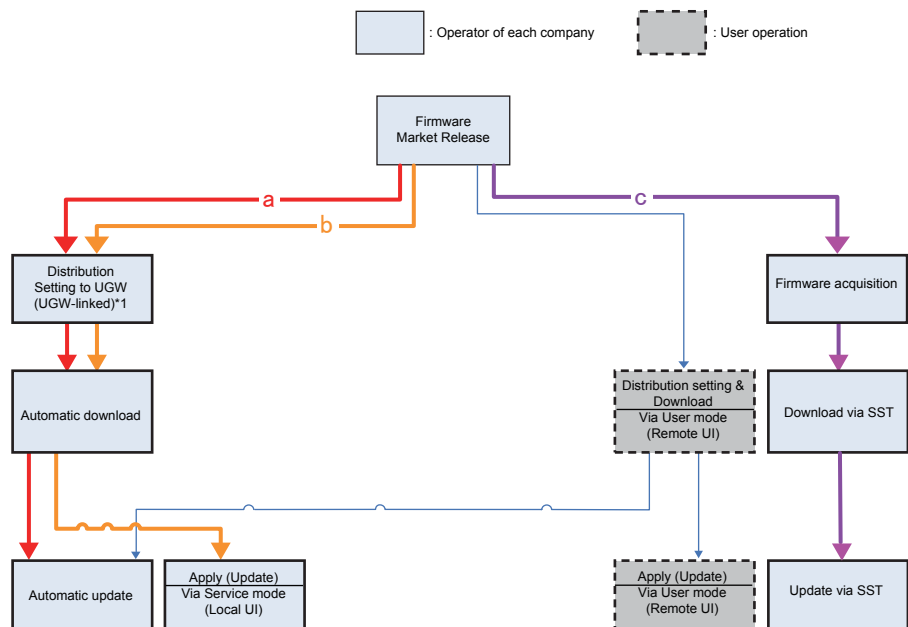 : Operator of each company
: User operation
Firmware
Market Release
a
b
c
Distribution
Setting to UGW
(UGW-linked)*1
Firmware acquisition
Automatic download
Distribution setting &
Download
Via User mode
(Remote UI)
Download via SST
Automatic update
Apply (Update)
Via Service mode
(Local UI)
Apply (Update)
Via User mode
(Remote UI)
Update via SST